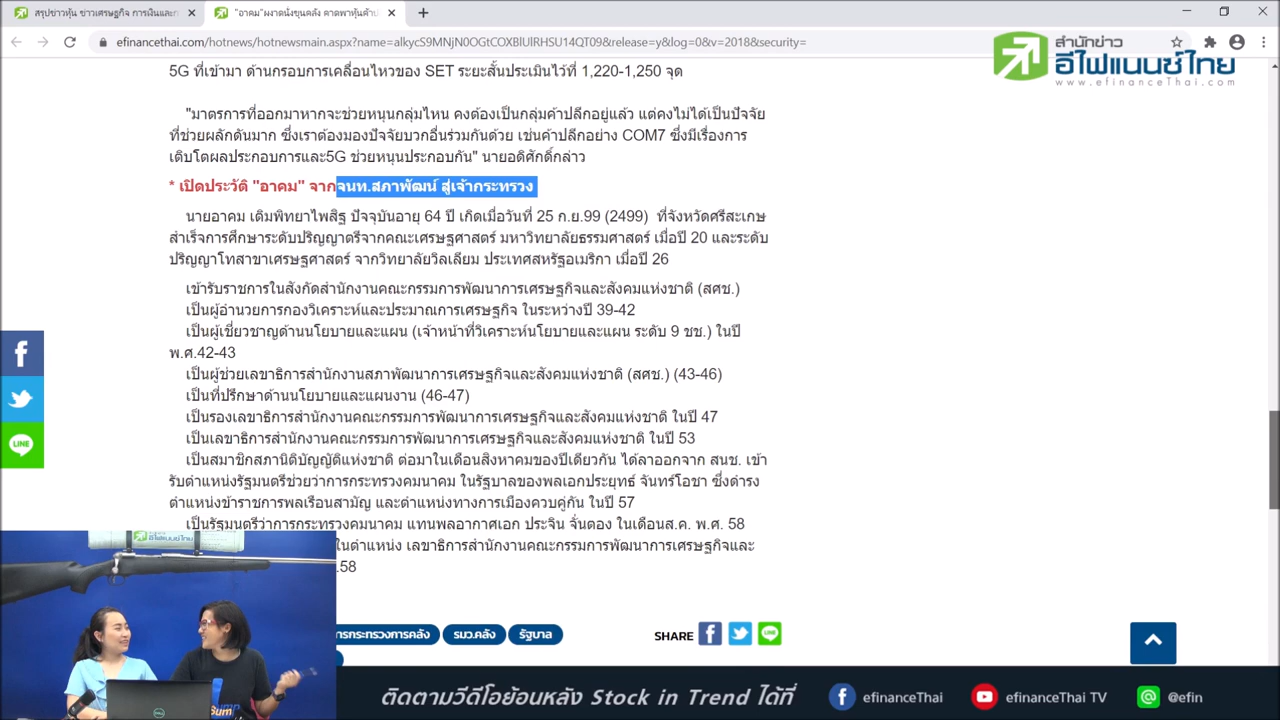 สรุปข่าวหุ้น ข่าวเศรษฐกิจ การเงินและก
"อาคม"ผงาดนั่งขุนคลัง คาดพาหุ้นค้าป
efinancethai.com/hotnews/hotnewsmain.aspx?name=alkycS9MNjN0OGtCOXBlUlRHSU14QT09&release=y&log=0&v=2018&security=
สำนักข่าว
อีไฟแนนซ์ไทย
www.efinanceThai.com
5G ที่เข้ามา ด้านกรอบการเคลื่อนไหวของ SET ระยะสั้นประเมินไว้ที่ 1,220-1,250 จุด
"มาตรการที่ออกมาหากจะช่วยหนุนกลุ่มไหน คงต้องเป็นกลุ่มค้าปลีกอยู่แล้ว แต่คงไม่ได้เป็นปัจจัย
ที่ช่วยผลักดันมาก ซึ่งเราต้องมองปัจจัยบวกอื่นร่วมกันด้วย เช่นค้าปลีกอย่าง COM7 ซึ่งมีเรื่องการ
เติบโตผลประกอบการและ5G ช่วยหนุนประกอบกัน" นายอดิศักดิ์กล่าว
* เปิดประวัติ "อาคม" จากจนท.สภาพัฒน์ สู่เจ้ากระทรวง
นายอาคม เติมพิทยาไพสิฐ ปัจจุบันอายุ 64 ปี เกิดเมื่อวันที่ 25 ก.ย.99 (2499) ที่จังหวัดศรีสะเกษ
สำเร็จการศึกษาระดับปริญญาตรีจากคณะเศรษฐศาสตร์ มหาวิทยาลัยธรรมศาสตร์ เมื่อปี 20 และระดับ
ปริญญาโทสาขาเศรษฐศาสตร์ จากวิทยาลัยวิลเลียม ประเทศสหรัฐอเมริกา เมื่อปี 26
เข้ารับราชการในสังกัดสำนักงานคณะกรรมการพัฒนาการเศรษฐกิจและสังคมแห่งชาติ (สศช.)
เป็นผู้อำนวยการกองวิเคราะห์และประมาณการเศรษฐกิจ ในระหว่างปี 39-42
เป็นผู้เชี่ยวชาญด้านนโยบายและแผน (เจ้าหน้าที่วิเคราะห์นโยบายและแผน ระดับ 9 ชช.) ในปี
พ.ศ.42-43
เป็นผู้ช่วยเลขาธิการสำนักงานสภาพัฒนาการเศรษฐกิจและสังคมแห่งชาติ (สศช.) (43-46)
เป็นที่ปรึกษาด้านนโยบายและแผนงาน (46-47)
เป็นรองเลขาธิการสำนักงานคณะกรรมการพัฒนาการเศรษฐกิจและสังคมแห่งชาติ ในปี 47
เป็นเลขาธิการสำนักงานคณะกรรมการพัฒนาการเศรษฐกิจและสังคมแห่งชาติ ในปี 53
เป็นสมาชิกสภานิติบัญญัติแห่งชาติ ต่อมาในเดือนสิงหาคมของปีเดียวกัน ได้ลาออกจาก สนช. เข้า
รับตำแหน่งรัฐมนตรีช่วยว่าการกระทรวงคมนาคม ในรัฐบาลของพลเอกประยุทธ์ จันทร์โอชา ซึ่งดำรง
ตำแหน่งข้าราชการพลเรือนสามัญ และตำแหน่งทางการเมืองควบคู่กัน ในปี 57
เป็นรัฐมนตรีว่าการกระทรวงคมนาคม แทนพลอากาศเอก ประจิน จั่นตอง ในเดือนส.ค. พ.ศ. 58
ในตำแหน่ง เลขาธิการสำนักงานคณะกรรมการพัฒนาการเศรษฐกิจและ
.58
การกระทรวงการคลัง รมว.คลัง รัฐบาล SHARE
LINE
อีไฟแนนซ์ไทย
DELL
ติดตามวีดีโอย้อนหลัง Stock in Trend ได้ที่ efinanceThai efinanceThai TV @efin